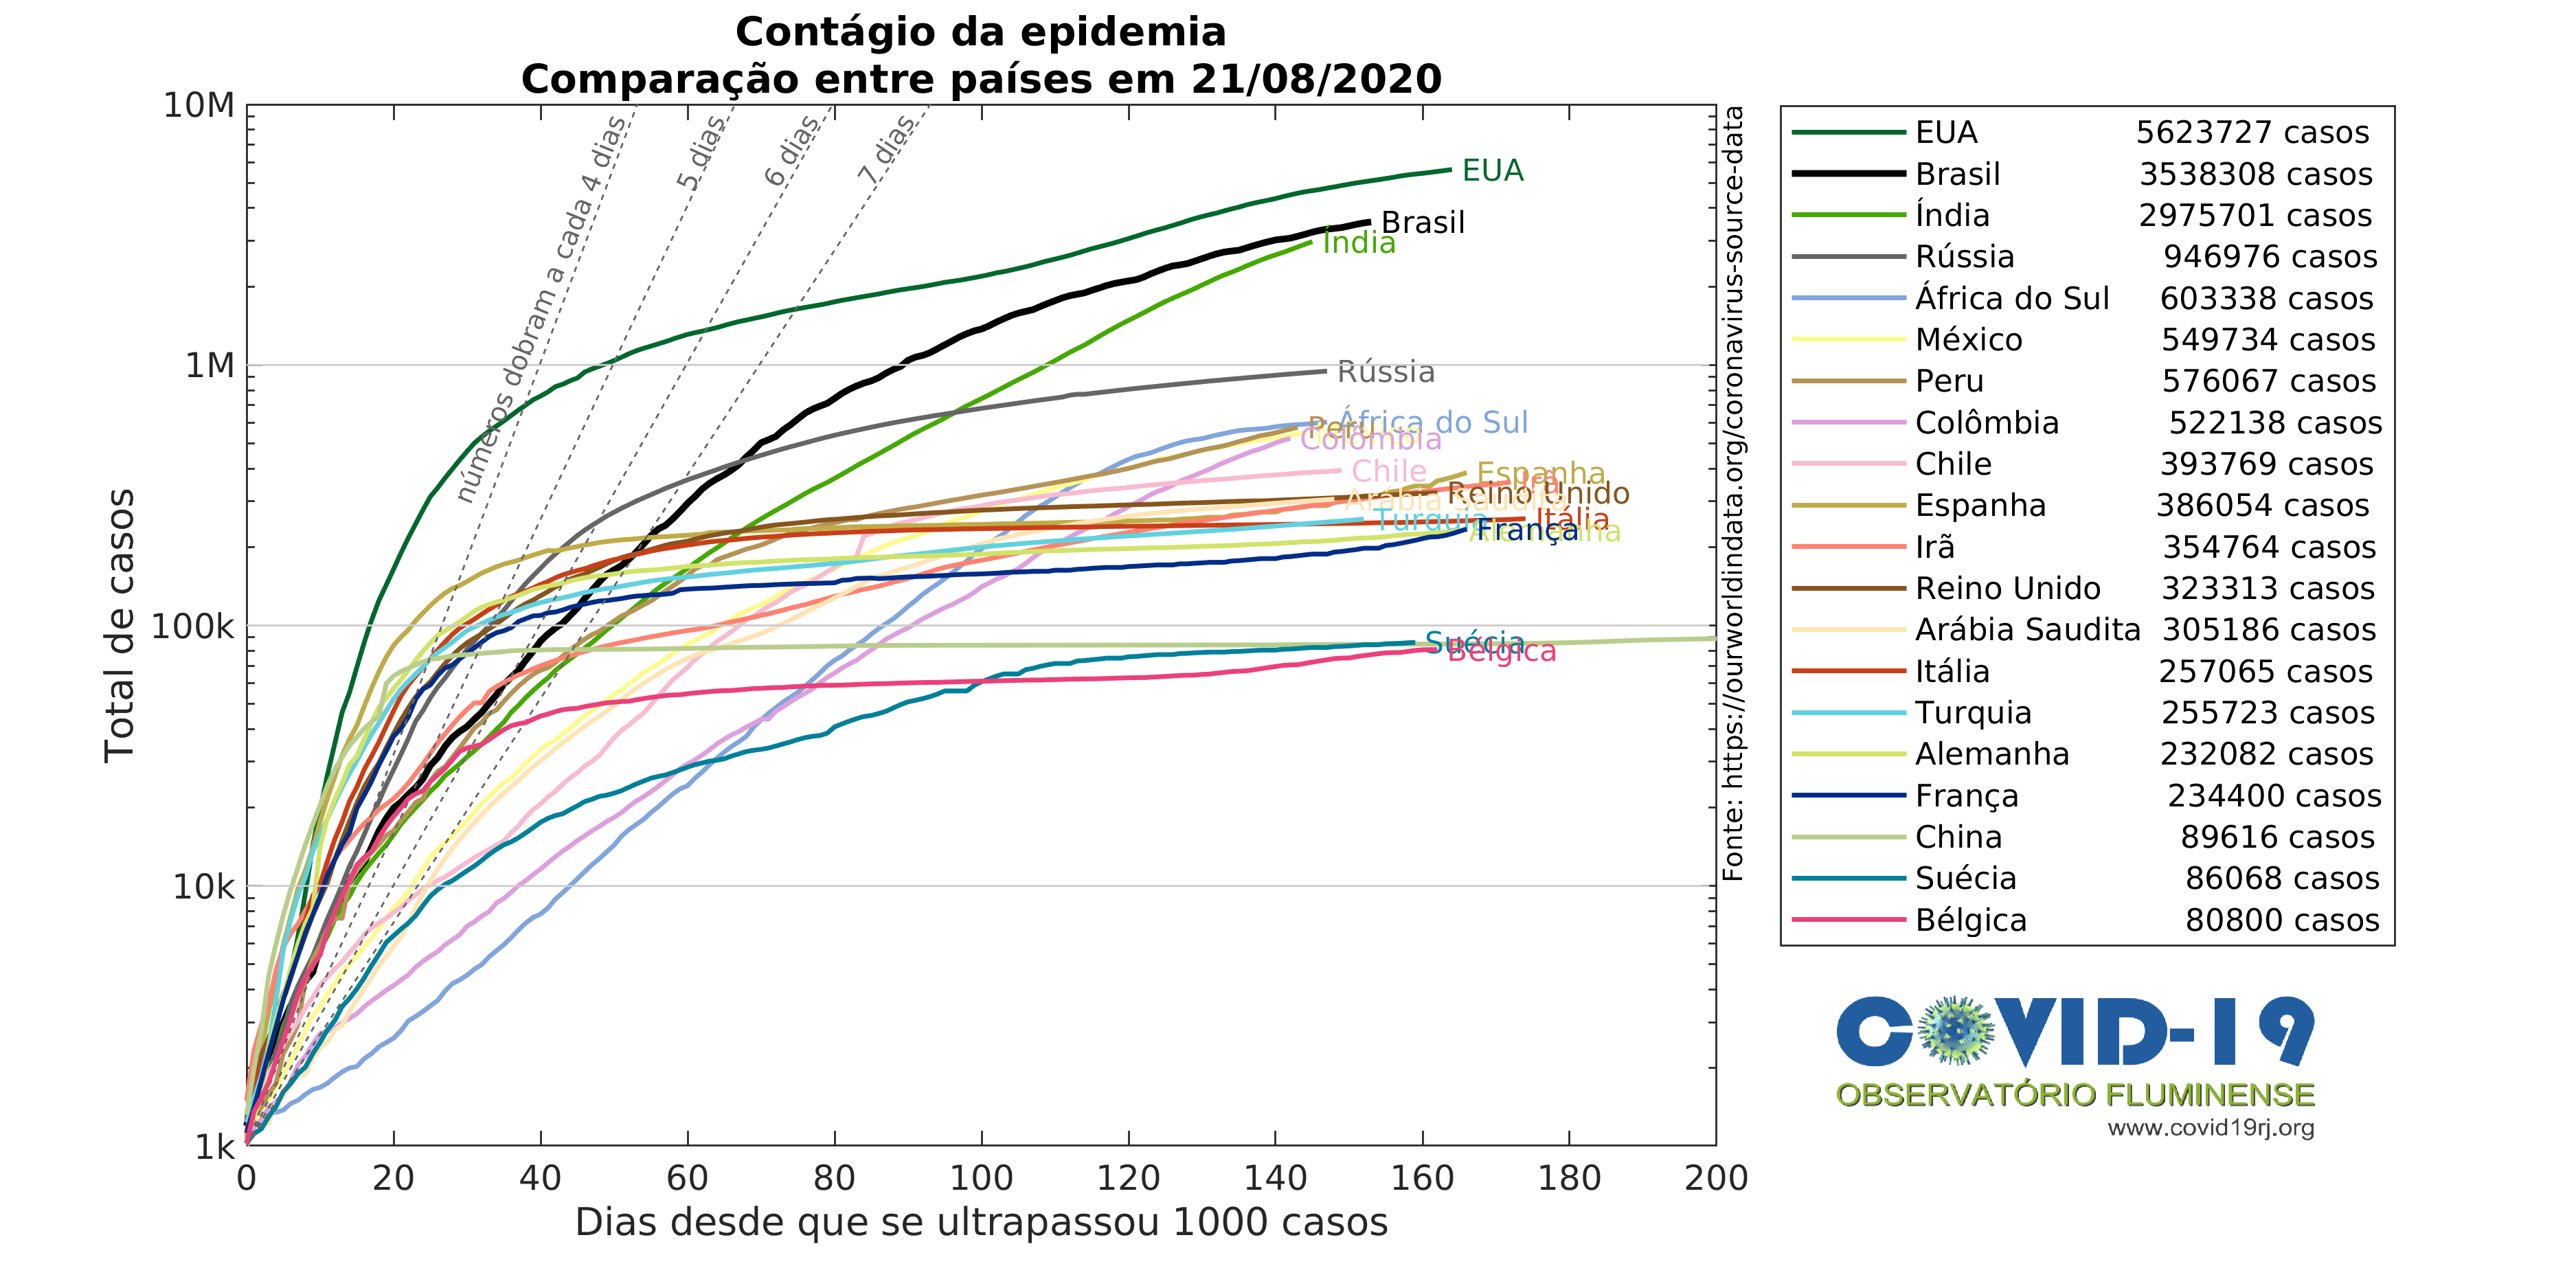 Contágio da epidemia
Comparação entre países em 21/08/2020
Total de casos
10M
1M
100k
10k
1k
0 20 40 60 80 100 120 140 160 180 200
Dias desde que se ultrapassou 1000 casos
números dobram a cada 4 dias
5 dias
6 dias
7 dias
EUA
Brasil
Índia
Rússia
África do Sul
Peru
Colômbia
Chile
Espanha
Irã
Reino Unido
Arábia Saudita
Itália
Turquia
Alemanha
França
Suécia
Bélgica
Fonte: https://ourworldindata.org/coronavirus-source-data
EUA 5623727 casos
Brasil 3538308 casos
Índia 2975701 casos
Rússia 946976 casos
África do Sul 603338 casos
México 549734 casos
Peru 576067 casos
Colômbia 522138 casos
Chile 393769 casos
Espanha 386054 casos
Irã 354764 casos
Reino Unido 323313 casos
Arábia Saudita 305186 casos
Itália 257065 casos
Turquia 255723 casos
Alemanha 232082 casos
França 234400 casos
China 89616 casos
Suécia 86068 casos
Bélgica 80800 casos
COVID-19
OBSERVATÓRIO FLUMINENSE
www.covid19rj.org